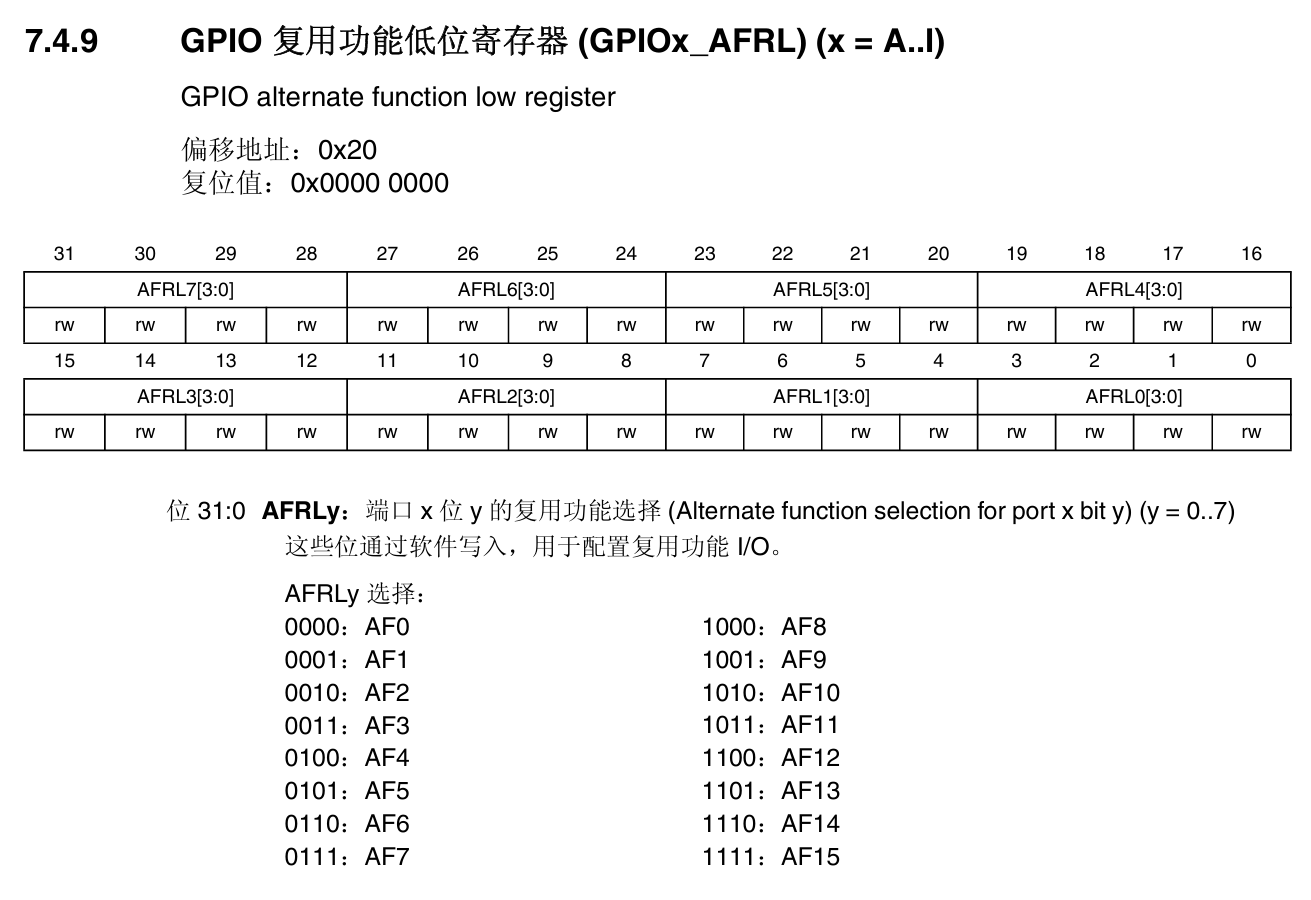 7.4.9 GPIO 复用功能低位寄存器 (GPIOx_AFRL) (x = A..I)
GPIO alternate function low register
偏移地址：0x20
复位值：0x0000 0000
31 30 29 28 27 26 25 24 23 22 21 20 19 18 17 16
AFRL7[3:0] AFRL6[3:0] AFRL5[3:0] AFRL4[3:0]
rw rw rw rw rw rw rw rw rw rw rw rw rw rw rw rw
15 14 13 12 11 10 9 8 7 6 5 4 3 2 1 0
AFRL3[3:0] AFRL2[3:0] AFRL1[3:0] AFRL0[3:0]
rw rw rw rw rw rw rw rw rw rw rw rw rw rw rw rw
位 31:0 AFRLy：端口 x 位 y 的复用功能选择 (Alternate function selection for port x bit y) (y = 0..7)
这些位通过软件写入，用于配置复用功能 I/O。
AFRLy 选择：
0000：AF0 1000：AF8
0001：AF1 1001：AF9
0010：AF2 1010：AF10
0011：AF3 1011：AF11
0100：AF4 1100：AF12
0101：AF5 1101：AF13
0110：AF6 1110：AF14
0111：AF7 1111：AF15